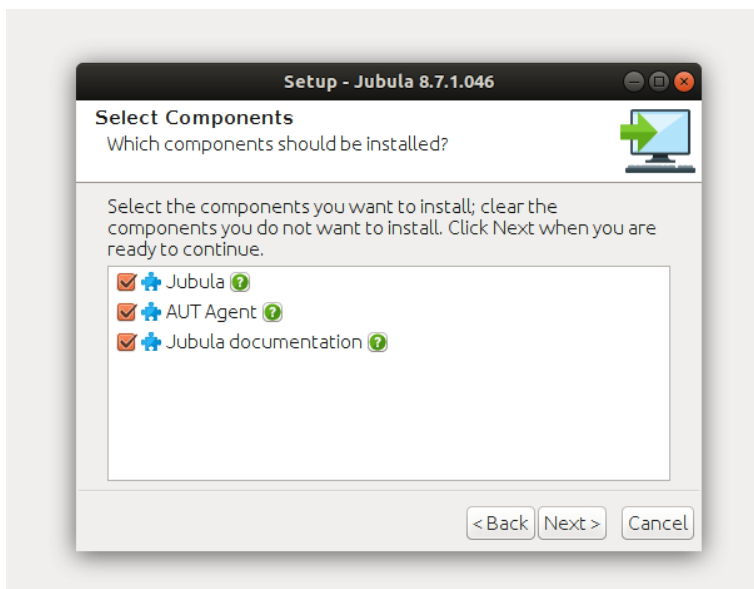 Setup - Jubula 8.7.1.046
Select Components
Which components should be installed?
Select the components you want to install; clear the
components you do not want to install. Click Next when you are
ready to continue.
Jubula
AUT Agent
Jubula documentation
< Back Next > Cancel